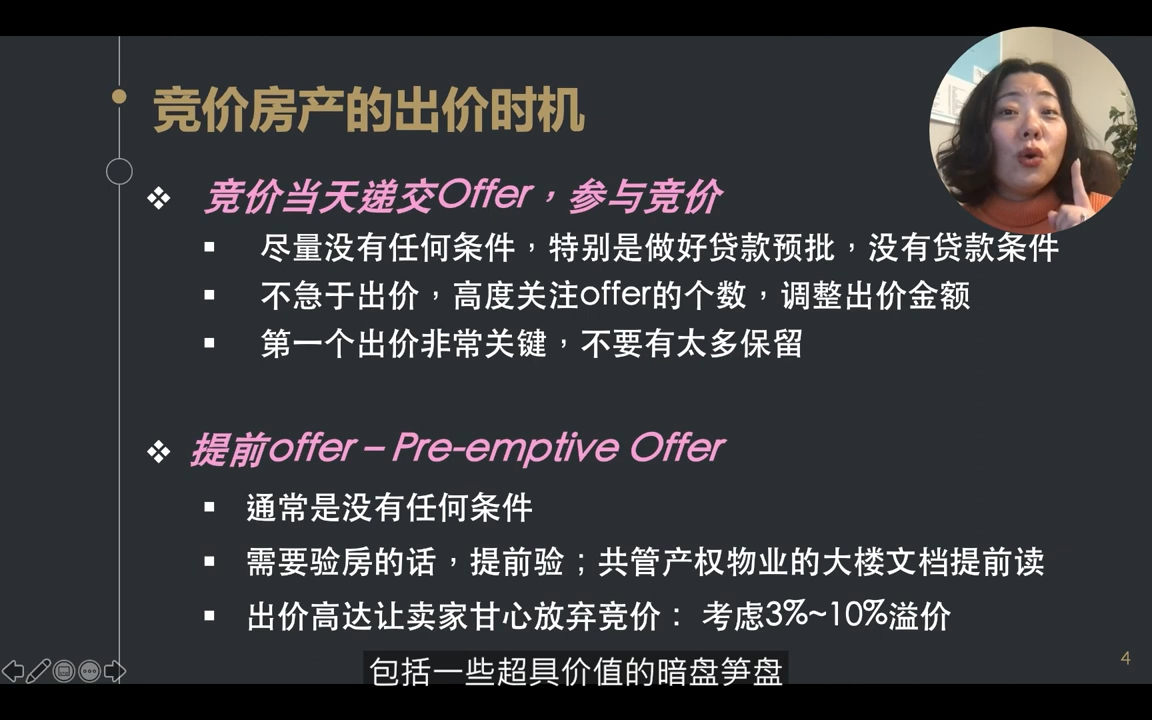 竞价房产的出价时机
竞价当天递交Offer，参与竞价
尽量没有任何条件，特别是做好贷款预批，没有贷款条件
不急于出价，高度关注offer的个数，调整出价金额
第一个出价非常关键，不要有太多保留
提前offer – Pre-emptive Offer
通常是没有任何条件
需要验房的话，提前验；共管产权物业的大楼文档提前读
出价高达让卖家甘心放弃竞价： 考虑3%~10%溢价
包括一些超具价值的暗盘笋盘
4